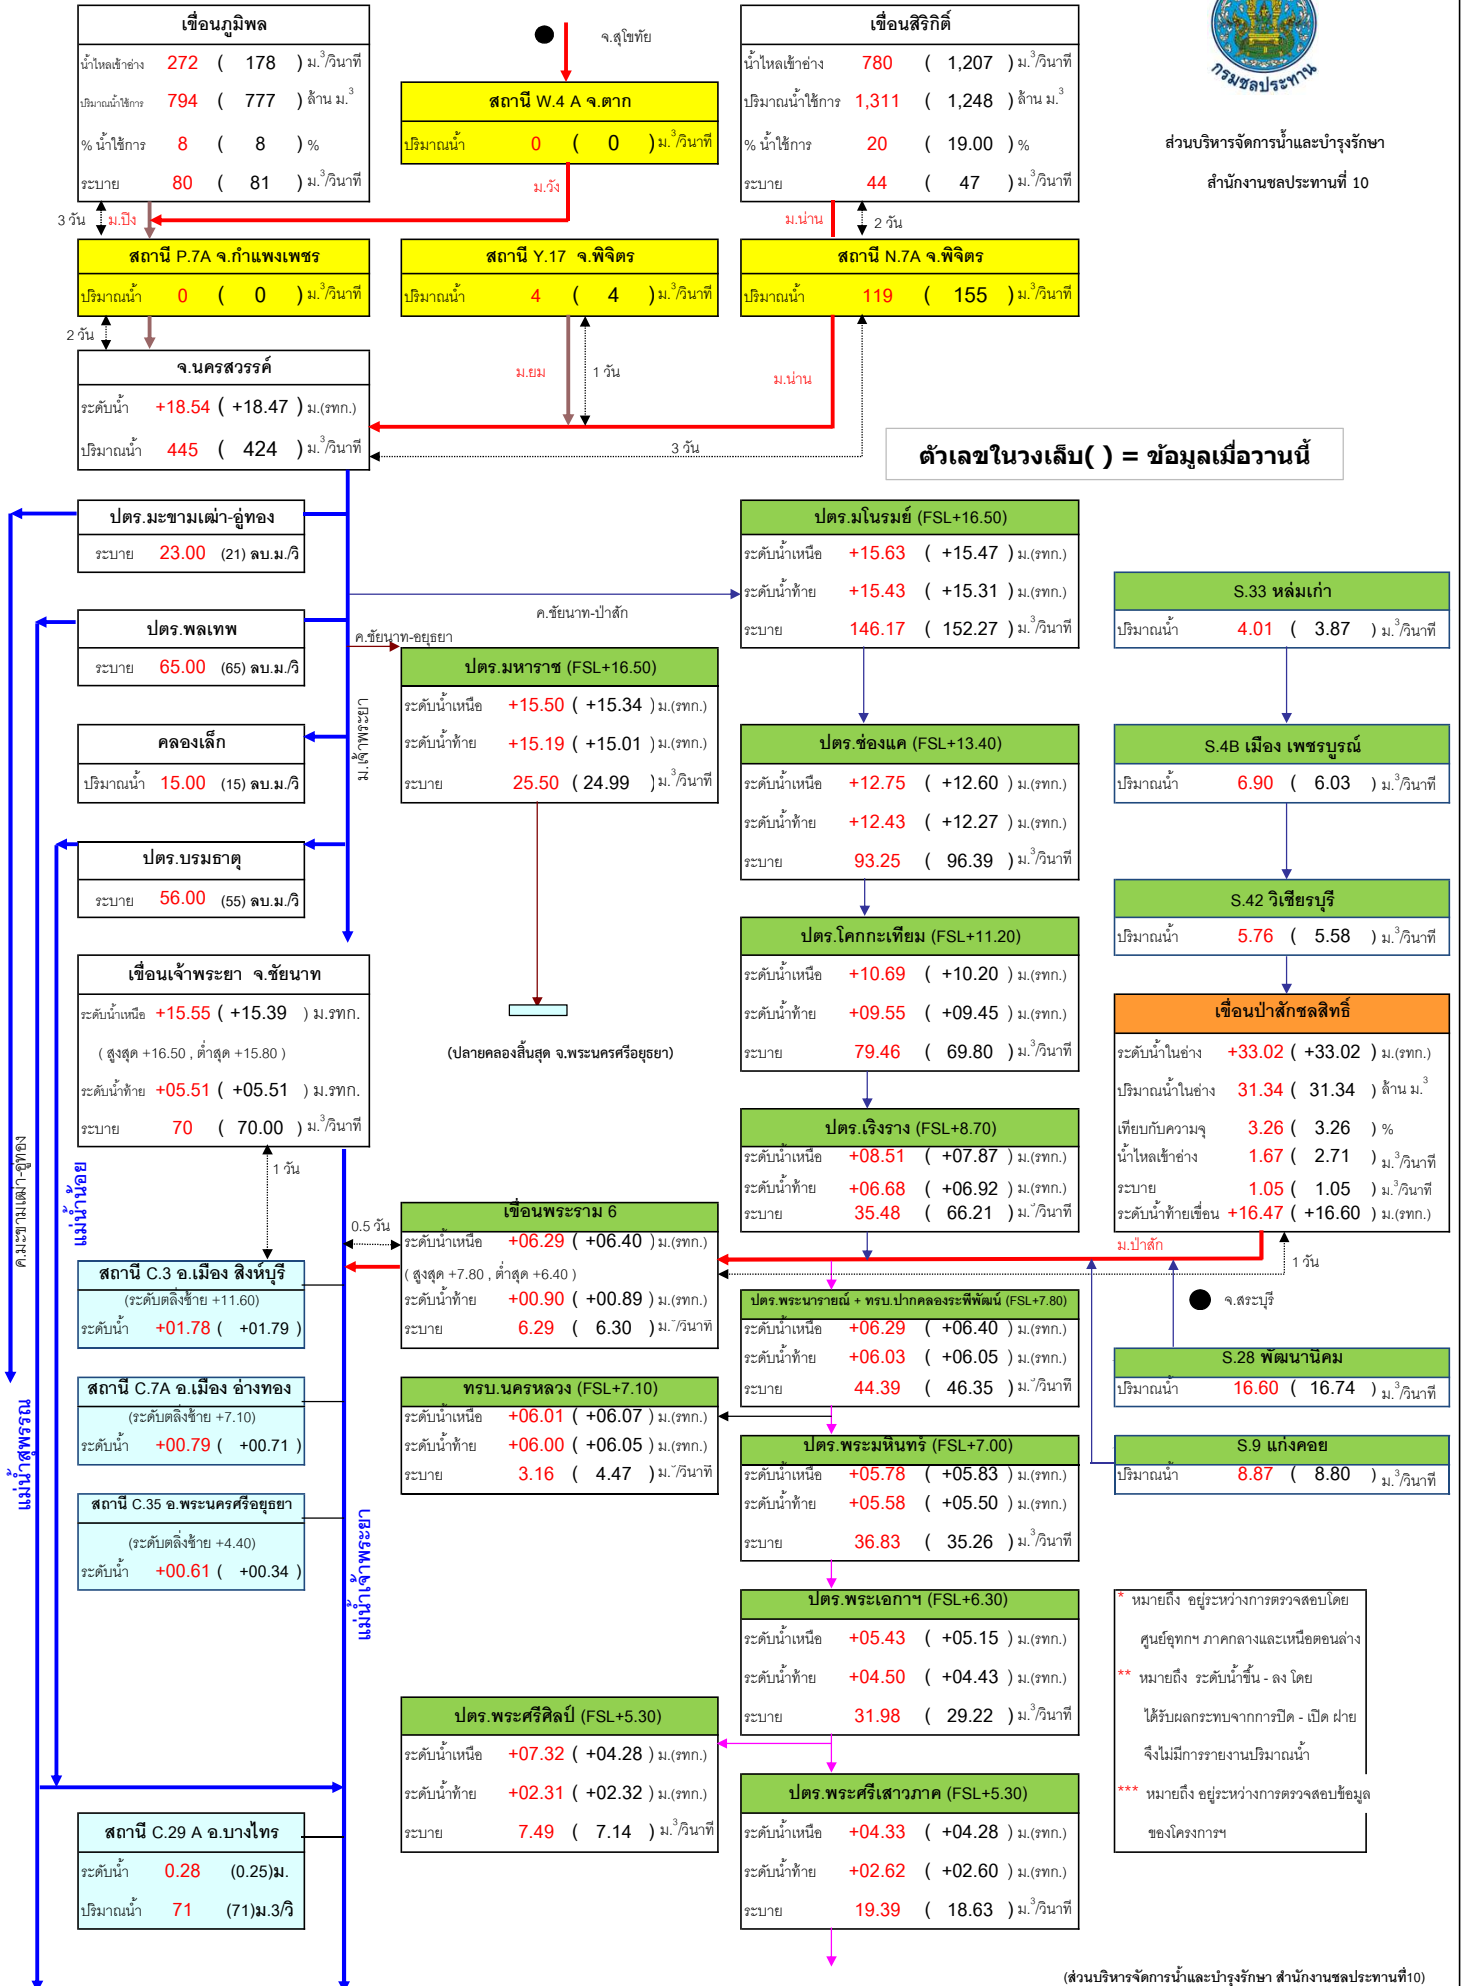 เขื่อนภูมิพล
น้ำไหลเข้าอ่าง 272 ( 178 ) ม.³/วินาที
ปริมาณน้ำใช้การ 794 ( 777 ) ล้าน ม.³
% น้ำใช้การ 8 ( 8 ) %
ระบาย 80 ( 81 ) ม.³/วินาที
จ.สุโขทัย
สถานี W.4 A จ.ตาก
ปริมาณน้ำ 0 ( 0 ) ม.³/วินาที
เขื่อนสิริกิติ์
น้ำไหลเข้าอ่าง 780 ( 1,207 ) ม.³/วินาที
ปริมาณน้ำใช้การ 1,311 ( 1,248 ) ล้าน ม.³
% น้ำใช้การ 20 ( 19.00 ) %
ระบาย 44 ( 47 ) ม.³/วินาที
กรมชลประทาน
ส่วนบริหารจัดการน้ำและบำรุงรักษา
สำนักงานชลประทานที่ 10
3 วัน ม.ปิง
ม.วัง
ม.น่าน 2 วัน
สถานี P.7A จ.กำแพงเพชร
ปริมาณน้ำ 0 ( 0 ) ม.³/วินาที
สถานี Y.17 จ.พิจิตร
ปริมาณน้ำ 4 ( 4 ) ม.³/วินาที
สถานี N.7A จ.พิจิตร
ปริมาณน้ำ 119 ( 155 ) ม.³/วินาที
2 วัน
จ.นครสวรรค์
ระดับน้ำ +18.54 ( +18.47 ) ม.(รทก.)
ปริมาณน้ำ 445 ( 424 ) ม.³/วินาที
ม.ยม 1 วัน
ม.น่าน
3 วัน
ตัวเลขในวงเล็บ( ) = ข้อมูลเมื่อวานนี้
ปตร.มะขามเฒ่า-อู่ทอง
ระบาย 23.00 (21) ลบ.ม./วิ
ปตร.พลเทพ
ระบาย 65.00 (65) ลบ.ม./วิ
คลองเล็ก
ปริมาณน้ำ 15.00 (15) ลบ.ม./วิ
ปตร.บรมธาตุ
ระบาย 56.00 (55) ลบ.ม./วิ
ค.ชัยนาท-ป่าสัก
ค.ชัยนาท-อยุธยา
ปตร.มหาราช (FSL+16.50)
ระดับน้ำเหนือ +15.50 ( +15.34 ) ม.(รทก.)
ระดับน้ำท้าย +15.19 ( +15.01 ) ม.(รทก.)
ระบาย 25.50 ( 24.99 ) ม.³/วินาที
(ปลายคลองสิ้นสุด จ.พระนครศรีอยุธยา)
ปตร.มโนรมย์ (FSL+16.50)
ระดับน้ำเหนือ +15.63 ( +15.47 ) ม.(รทก.)
ระดับน้ำท้าย +15.43 ( +15.31 ) ม.(รทก.)
ระบาย 146.17 ( 152.27 ) ม.³/วินาที
ปตร.ช่องแค (FSL+13.40)
ระดับน้ำเหนือ +12.75 ( +12.60 ) ม.(รทก.)
ระดับน้ำท้าย +12.43 ( +12.27 ) ม.(รทก.)
ระบาย 93.25 ( 96.39 ) ม.³/วินาที
ปตร.โคกกะเทียม (FSL+11.20)
ระดับน้ำเหนือ +10.69 ( +10.20 ) ม.(รทก.)
ระดับน้ำท้าย +09.55 ( +09.45 ) ม.(รทก.)
ระบาย 79.46 ( 69.80 ) ม.³/วินาที
ปตร.เริงราง (FSL+8.70)
ระดับน้ำเหนือ +08.51 ( +07.87 ) ม.(รทก.)
ระดับน้ำท้าย +06.68 ( +06.92 ) ม.(รทก.)
ระบาย 35.48 ( 66.21 ) ม.³/วินาที
S.33 หล่มเก่า
ปริมาณน้ำ 4.01 ( 3.87 ) ม.³/วินาที
S.4B เมือง เพชรบูรณ์
ปริมาณน้ำ 6.90 ( 6.03 ) ม.³/วินาที
S.42 วิเชียรบุรี
ปริมาณน้ำ 5.76 ( 5.58 ) ม.³/วินาที
เขื่อนป่าสักชลสิทธิ์
ระดับน้ำในอ่าง +33.02 ( +33.02 ) ม.(รทก.)
ปริมาณน้ำในอ่าง 31.34 ( 31.34 ) ล้าน ม.³
เทียบกับความจุ 3.26 ( 3.26 ) %
น้ำไหลเข้าอ่าง 1.67 ( 2.71 ) ม.³/วินาที
ระบาย 1.05 ( 1.05 ) ม.³/วินาที
ระดับน้ำท้ายเขื่อน +16.47 ( +16.60 ) ม.(รทก.)
ม.ป่าสัก
1 วัน
จ.สระบุรี
เขื่อนเจ้าพระยา จ.ชัยนาท
ระดับน้ำเหนือ +15.55 ( +15.39 ) ม.รทก.
( สูงสุด +16.50 , ต่ำสุด +15.80 )
ระดับน้ำท้าย +05.51 ( +05.51 ) ม.รทก.
ระบาย 70 ( 70.00 ) ม.³/วินาที
1 วัน
0.5 วัน
ค.มะขามเฒ่า-อู่ทอง
แม่น้ำน้อย
แม่น้ำสุพรรณ
แม่น้ำเจ้าพระยา
เขื่อนพระราม 6
ระดับน้ำเหนือ +06.29 ( +06.40 ) ม.(รทก.)
( สูงสุด +7.80 , ต่ำสุด +6.40 )
ระดับน้ำท้าย +00.90 ( +00.89 ) ม.(รทก.)
ระบาย 6.29 ( 6.30 ) ม.³/วินาที
สถานี C.3 อ.เมือง สิงห์บุรี
(ระดับตลิ่งซ้าย +11.60)
ระดับน้ำ +01.78 ( +01.79 )
สถานี C.7A อ.เมือง อ่างทอง
(ระดับตลิ่งซ้าย +7.10)
ระดับน้ำ +00.79 ( +00.71 )
สถานี C.35 อ.พระนครศรีอยุธยา
(ระดับตลิ่งซ้าย +4.40)
ระดับน้ำ +00.61 ( +00.34 )
ทรบ.นครหลวง (FSL+7.10)
ระดับน้ำเหนือ +06.01 ( +06.07 ) ม.(รทก.)
ระดับน้ำท้าย +06.00 ( +06.05 ) ม.(รทก.)
ระบาย 3.16 ( 4.47 ) ม.³/วินาที
ปตร.พระนารายณ์ + ทรบ.ปากคลองระพีพัฒน์ (FSL+7.80)
ระดับน้ำเหนือ +06.29 ( +06.40 ) ม.(รทก.)
ระดับน้ำท้าย +06.03 ( +06.05 ) ม.(รทก.)
ระบาย 44.39 ( 46.35 ) ม.³/วินาที
ปตร.พระมหินทร์ (FSL+7.00)
ระดับน้ำเหนือ +05.78 ( +05.83 ) ม.(รทก.)
ระดับน้ำท้าย +05.58 ( +05.50 ) ม.(รทก.)
ระบาย 36.83 ( 35.26 ) ม.³/วินาที
S.28 พัฒนานิคม
ปริมาณน้ำ 16.60 ( 16.74 ) ม.³/วินาที
S.9 แก่งคอย
ปริมาณน้ำ 8.87 ( 8.80 ) ม.³/วินาที
ปตร.พระเอกาฯ (FSL+6.30)
ระดับน้ำเหนือ +05.43 ( +05.15 ) ม.(รทก.)
ระดับน้ำท้าย +04.50 ( +04.43 ) ม.(รทก.)
ระบาย 31.98 ( 29.22 ) ม.³/วินาที
ปตร.พระศรีศิลป์ (FSL+5.30)
ระดับน้ำเหนือ +07.32 ( +04.28 ) ม.(รทก.)
ระดับน้ำท้าย +02.31 ( +02.32 ) ม.(รทก.)
ระบาย 7.49 ( 7.14 ) ม.³/วินาที
ปตร.พระศรีเสาวภาค (FSL+5.30)
ระดับน้ำเหนือ +04.33 ( +04.28 ) ม.(รทก.)
ระดับน้ำท้าย +02.62 ( +02.60 ) ม.(รทก.)
ระบาย 19.39 ( 18.63 ) ม.³/วินาที
สถานี C.29 A อ.บางไทร
ระดับน้ำ 0.28 (0.25)ม.
ปริมาณน้ำ 71 (71)ม.3/วิ
* หมายถึง อยู่ระหว่างการตรวจสอบโดย
ศูนย์อุทกฯ ภาคกลางและเหนือตอนล่าง
** หมายถึง ระดับน้ำขึ้น - ลง โดย
ได้รับผลกระทบจากการปิด - เปิด ฝาย
จึงไม่มีการรายงานปริมาณน้ำ
*** หมายถึง อยู่ระหว่างการตรวจสอบข้อมูล
ของโครงการฯ
(ส่วนบริหารจัดการน้ำและบำรุงรักษา สำนักงานชลประทานที่10)